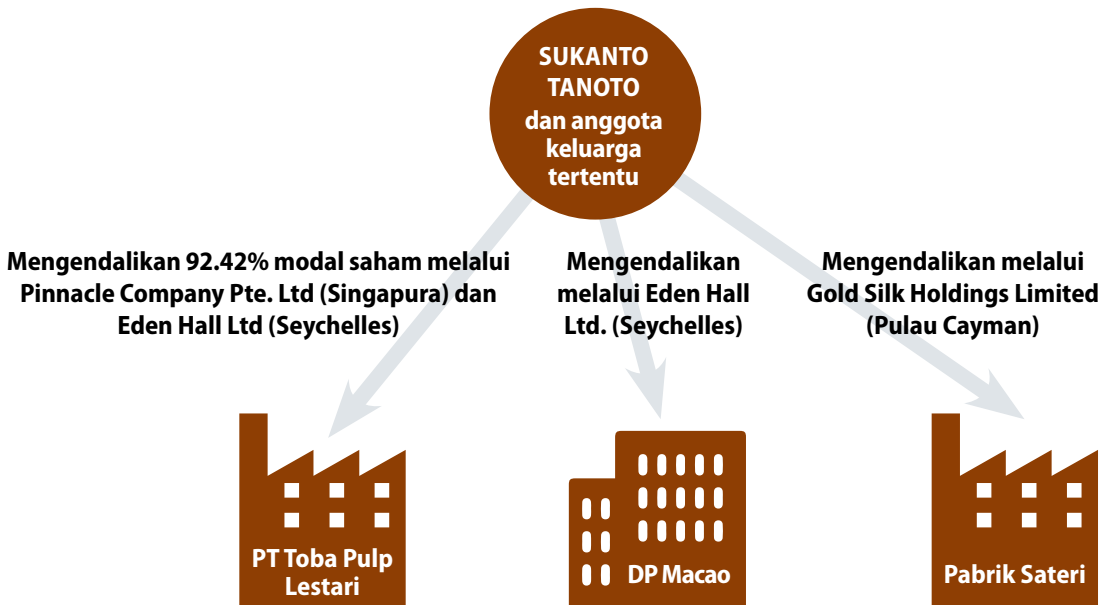 SUKANTO
TANOTO
dan anggota
keluarga
tertentu
Mengendalikan 92.42% modal saham melalui
Pinnacle Company Pte. Ltd (Singapura) dan
Eden Hall Ltd (Seychelles)
Mengendalikan
melalui Eden Hall
Ltd. (Seychelles)
Mengendalikan melalui
Gold Silk Holdings Limited
(Pulau Cayman)
PT Toba Pulp
Lestari
DP Macao
Pabrik Sateri